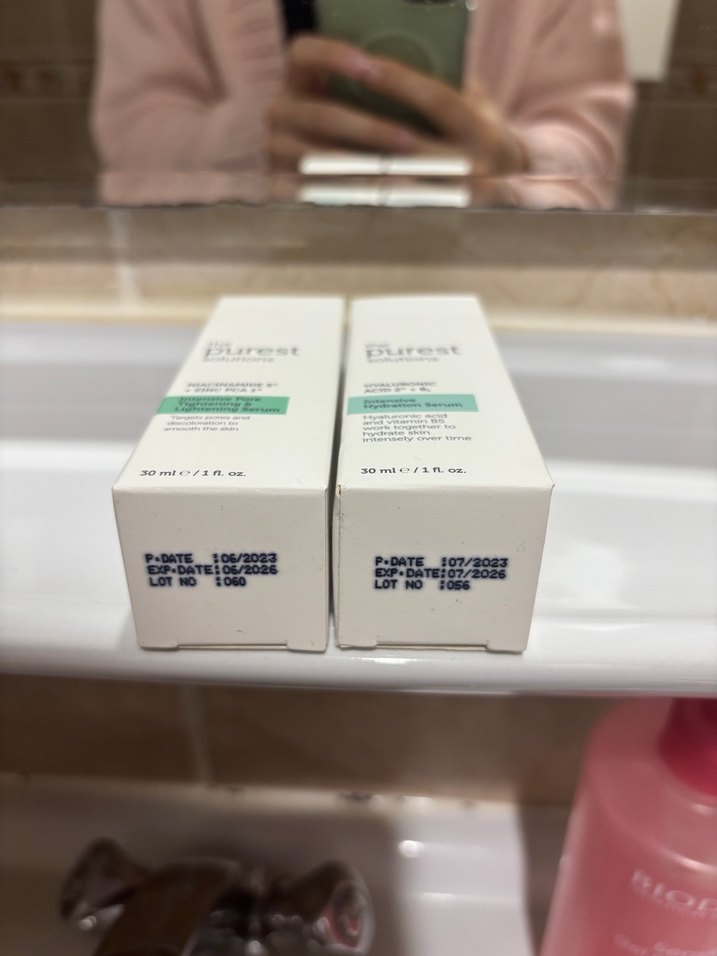 the
purest
solutions
NIACINAMIDE 5%
+ ZINC PCA 1%
Intensive Pore
Tightening &
Lightening Serum
Targets pores and
discoloration to
smooth the skin
30 ml ℮ / 1 fl. oz.
P.DATE :06/2023
EXP.DATE:06/2026
LOT NO :060
the
purest
solutions
HYALURONIC
ACID 2% + B5
Intensive
Hydration Serum
Hyaluronic acid
and vitamin B5
work together to
hydrate skin
intensely over time
30 ml ℮ / 1 fl. oz.
P.DATE :07/2023
EXP.DATE:07/2026
LOT NO :056